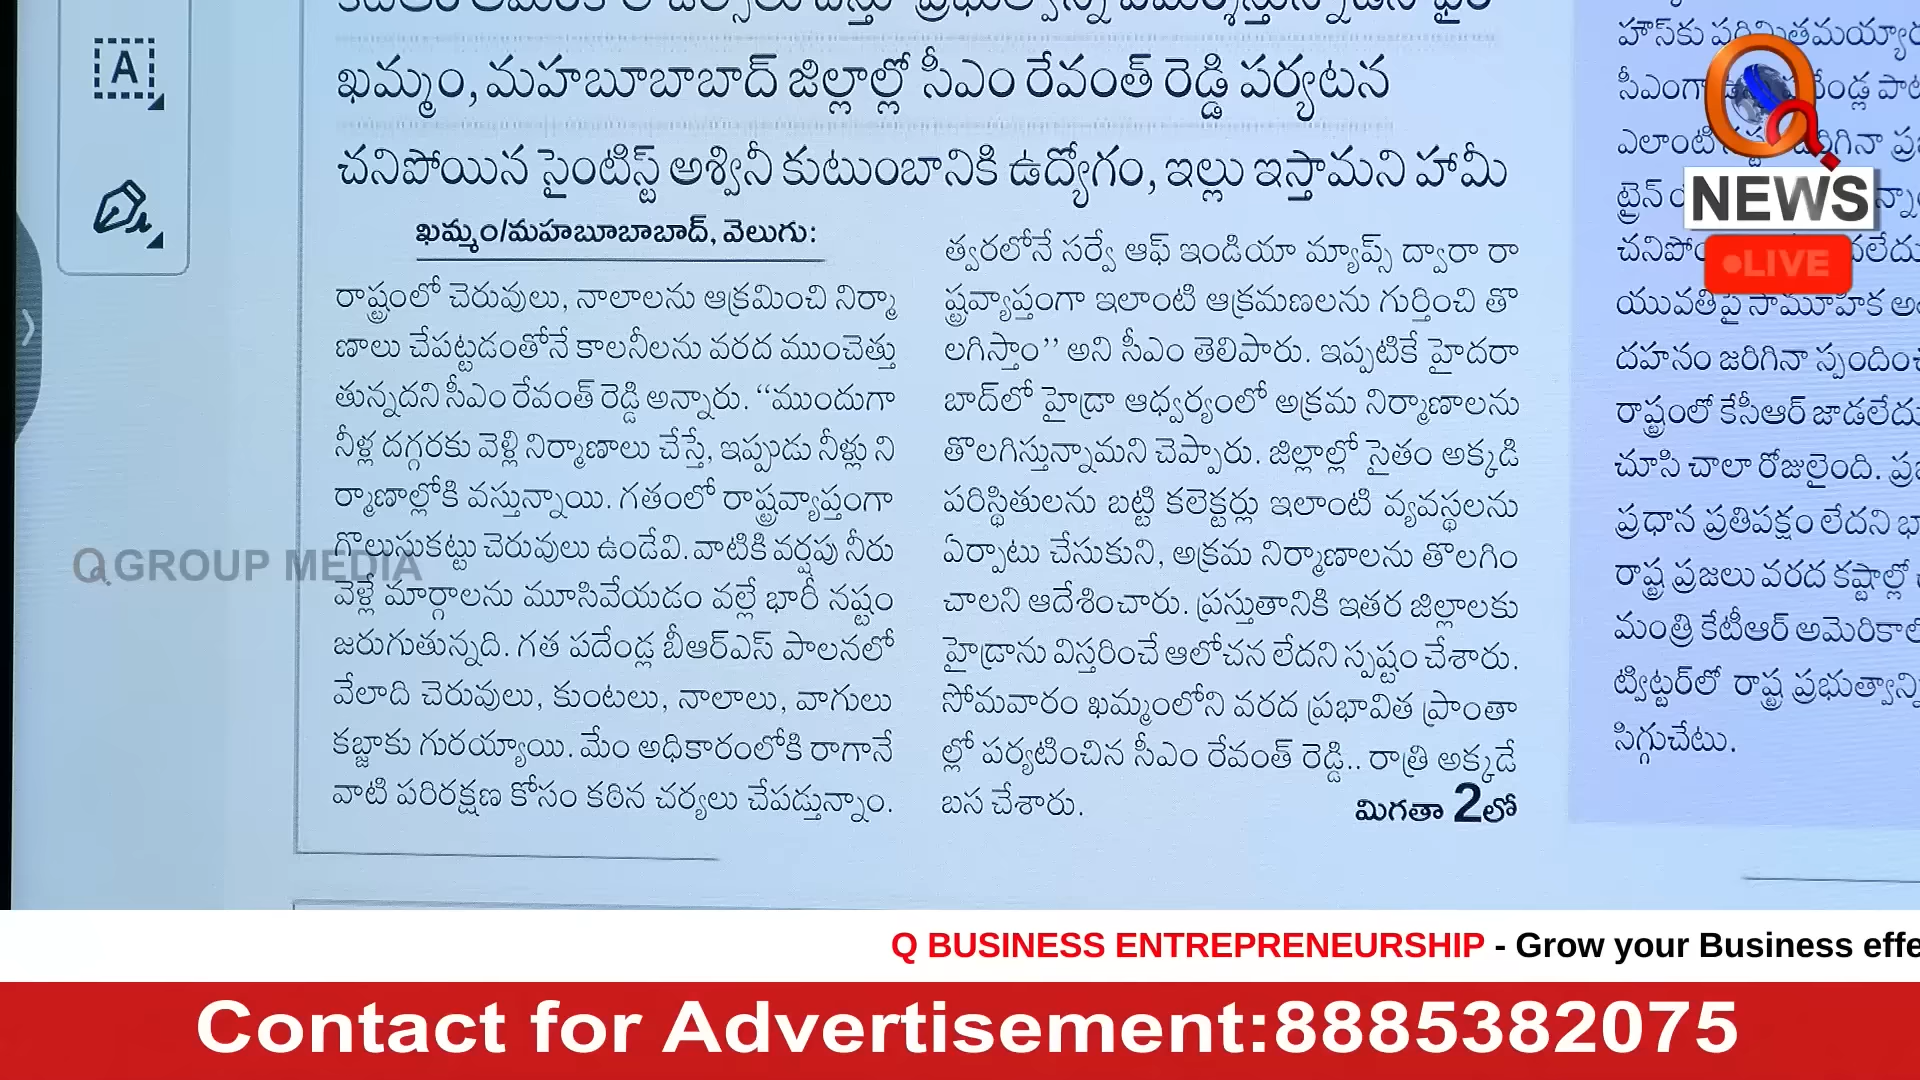 ఖమ్మం, మహబూబాబాద్ జిల్లాల్లో సీఎం రేవంత్ రెడ్డి పర్యటన
చనిపోయిన సైంటిస్ట్ అశ్వినీ కుటుంబానికి ఉద్యోగం, ఇల్లు ఇస్తామని హామీ
ఖమ్మం/మహబూబాబాద్, వెలుగు:
రాష్ట్రంలో చెరువులు, నాలాలను ఆక్రమించి నిర్మా
ణాలు చేపట్టడంతోనే కాలనీలను వరద ముంచెత్తు
తున్నదని సీఎం రేవంత్ రెడ్డి అన్నారు. “ముందుగా
నీళ్ల దగ్గరకు వెళ్లి నిర్మాణాలు చేస్తే, ఇప్పుడు నీళ్లు ని
ర్మాణాల్లోకి వస్తున్నాయి. గతంలో రాష్ట్రవ్యాప్తంగా
గొలుసుకట్టు చెరువులు ఉండేవి. వాటికి వర్షపు నీరు
వెళ్లే మార్గాలను మూసివేయడం వల్లే భారీ నష్టం
జరుగుతున్నది. గత పదేండ్ల బీఆర్ఎస్ పాలనలో
వేలాది చెరువులు, కుంటలు, నాలాలు, వాగులు
కబ్జాకు గురయ్యాయి. మేం అధికారంలోకి రాగానే
వాటి పరిరక్షణ కోసం కఠిన చర్యలు చేపడ్తున్నాం.
త్వరలోనే సర్వే ఆఫ్ ఇండియా మ్యాప్స్ ద్వారా రా
ష్ట్రవ్యాప్తంగా ఇలాంటి ఆక్రమణలను గుర్తించి తొ
లగిస్తాం’’ అని సీఎం తెలిపారు. ఇప్పటికే హైదరా
బాద్‌లో హైడ్రా ఆధ్వర్యంలో అక్రమ నిర్మాణాలను
తొలగిస్తున్నామని చెప్పారు. జిల్లాల్లో సైతం అక్కడి
పరిస్థితులను బట్టి కలెక్టర్లు ఇలాంటి వ్యవస్థలను
ఏర్పాటు చేసుకుని, అక్రమ నిర్మాణాలను తొలగిం
చాలని ఆదేశించారు. ప్రస్తుతానికి ఇతర జిల్లాలకు
హైడ్రాను విస్తరించే ఆలోచన లేదని స్పష్టం చేశారు.
సోమవారం ఖమ్మంలోని వరద ప్రభావిత ప్రాంతా
ల్లో పర్యటించిన సీఎం రేవంత్ రెడ్డి.. రాత్రి అక్కడే
బస చేశారు.
మిగతా 2లో
హౌస్‌కు పరిమితమయ్యారు
సీఎంగా
ఎలాంటి
ట్రైన్
యువతిపై సామూహిక
దహనం జరిగినా
రాష్ట్రంలో కేసీఆర్ జాడలేదు
చూసి చాలా రోజులైంది.
ప్రధాన ప్రతిపక్షం లేదని
రాష్ట్ర ప్రజలు వరద కష్టాల్లో
మంత్రి కేటీఆర్
ట్విట్టర్‌లో రాష్ట్ర
సిగ్గుచేటు.
A
Q
NEWS
LIVE
Q GROUP MEDIA
Q BUSINESS ENTREPRENEURSHIP - Grow your Business
Contact for Advertisement:8885382075